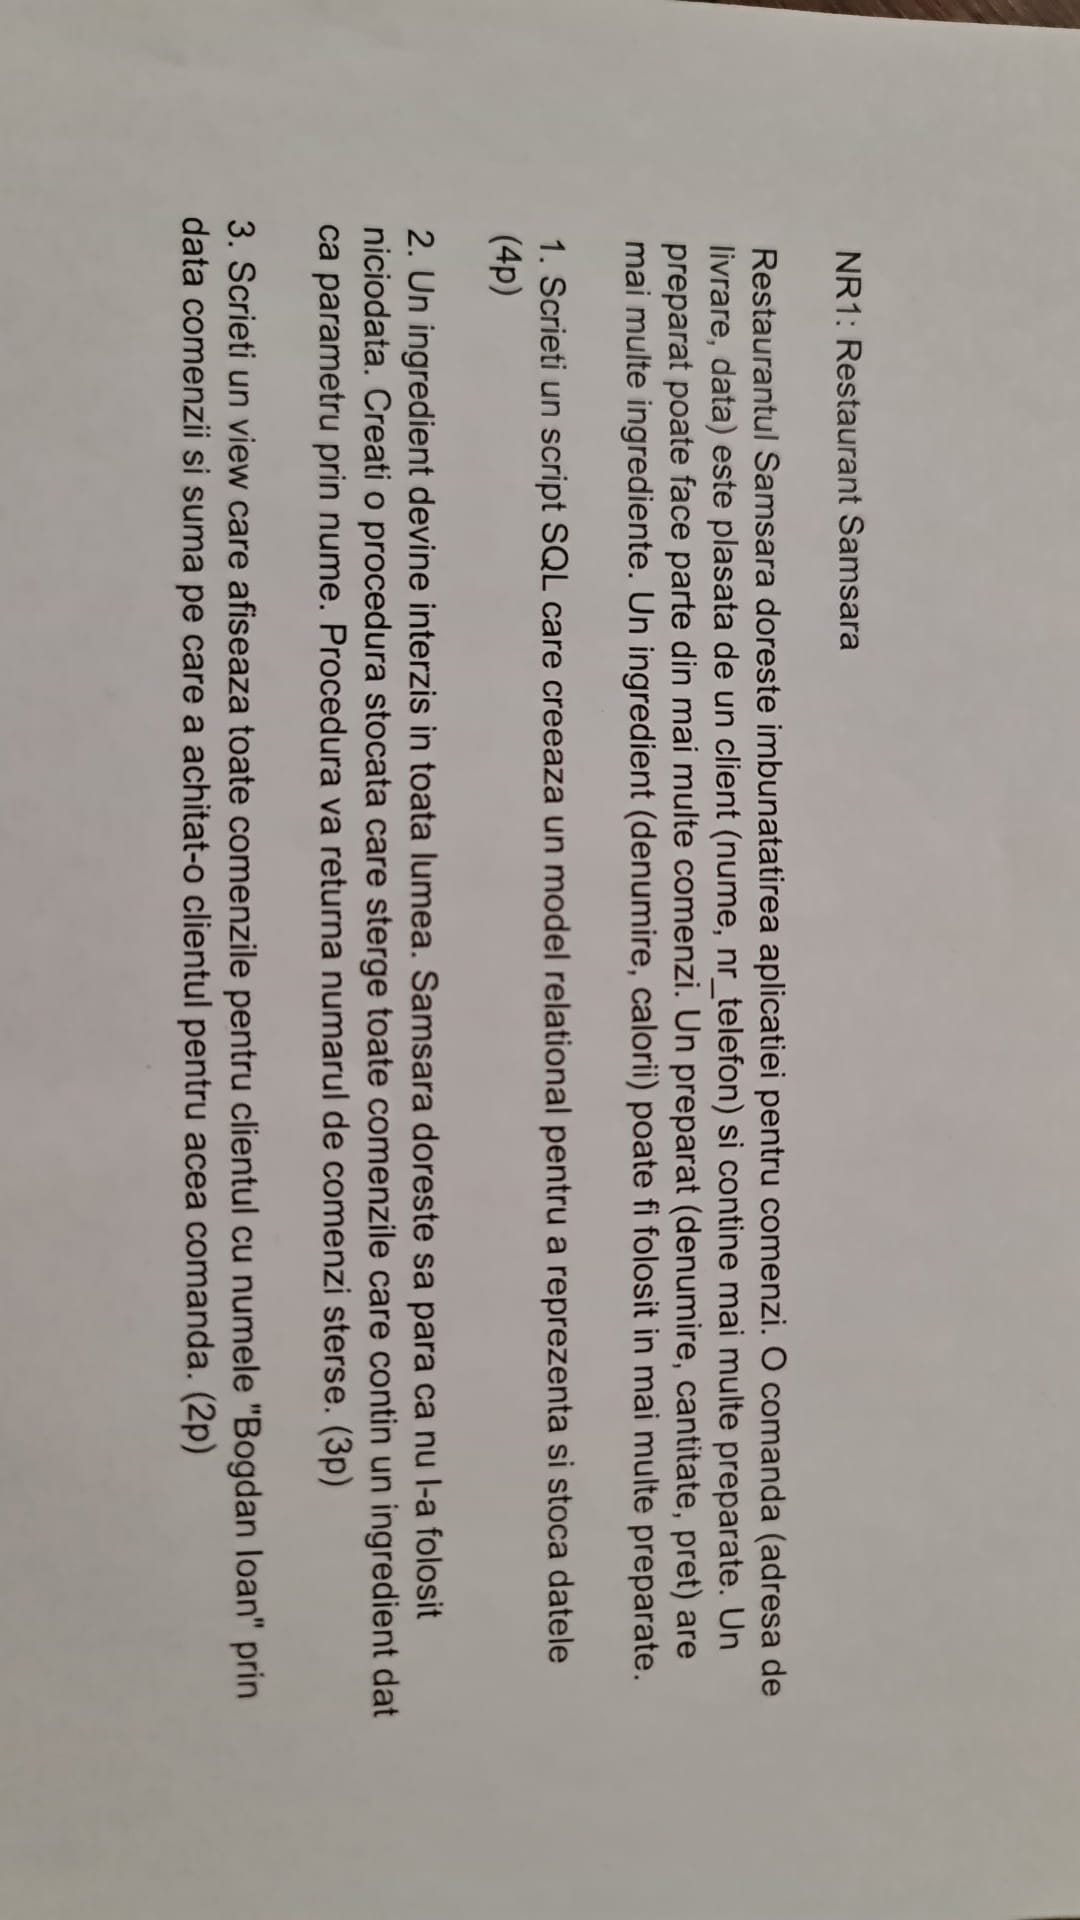 NR1: Restaurant Samsara
Restaurantul Samsara doreste imbunatatirea aplicatiei pentru comenzi. O comanda (adresa de
livrare, data) este plasata de un client (nume, nr_telefon) si contine mai multe preparate. Un
preparat poate face parte din mai multe comenzi. Un preparat (denumire, cantitate, pret) are
mai multe ingrediente. Un ingredient (denumire, calorii) poate fi folosit in mai multe preparate.
1. Scrieti un script SQL care creeaza un model relational pentru a reprezenta si stoca datele
(4p)
2. Un ingredient devine interzis in toata lumea. Samsara doreste sa para ca nu l-a folosit
niciodata. Creati o procedura stocata care sterge toate comenzile care contin un ingredient dat
ca parametru prin nume. Procedura va returna numarul de comenzi sterse. (3p)
3. Scrieti un view care afiseaza toate comenzile pentru clientul cu numele "Bogdan Ioan" prin
data comenzii si suma pe care a achitat-o clientul pentru acea comanda. (2p)